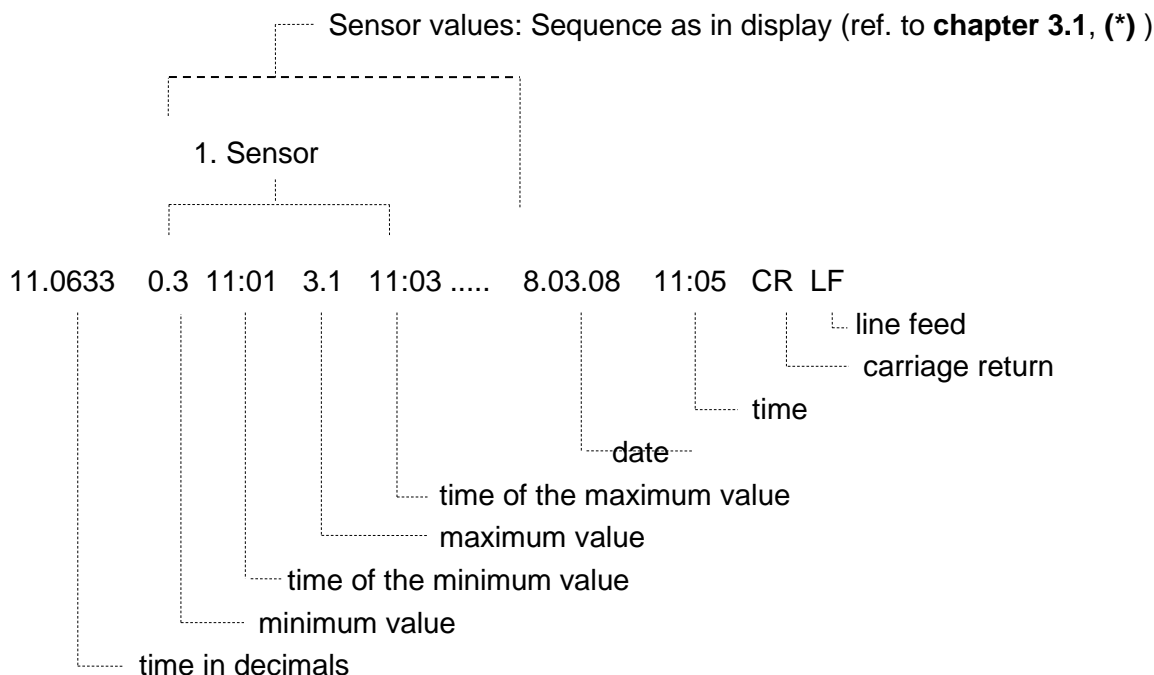 Sensor values: Sequence as in display (ref. to chapter 3.1, (*) )
1. Sensor
11.0633 0.3 11:01 3.1 11:03 ..... 8.03.08 11:05 CR LF
line feed
carriage return
time
date
time of the maximum value
maximum value
time of the minimum value
minimum value
time in decimals